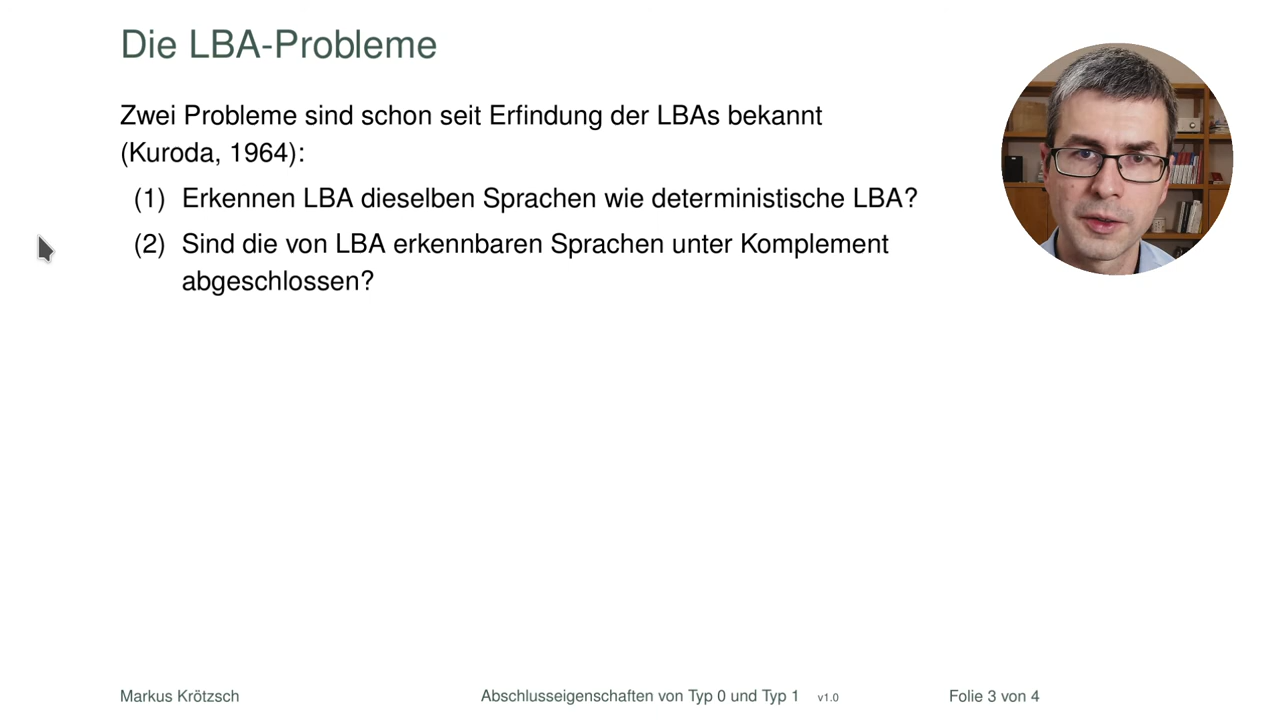 Die LBA-Probleme
Zwei Probleme sind schon seit Erfindung der LBAs bekannt
(Kuroda, 1964):
(1) Erkennen LBA dieselben Sprachen wie deterministische LBA?
(2) Sind die von LBA erkennbaren Sprachen unter Komplement
abgeschlossen?
Markus Krötzsch Abschlusseigenschaften von Typ 0 und Typ 1 v1.0 Folie 3 von 4